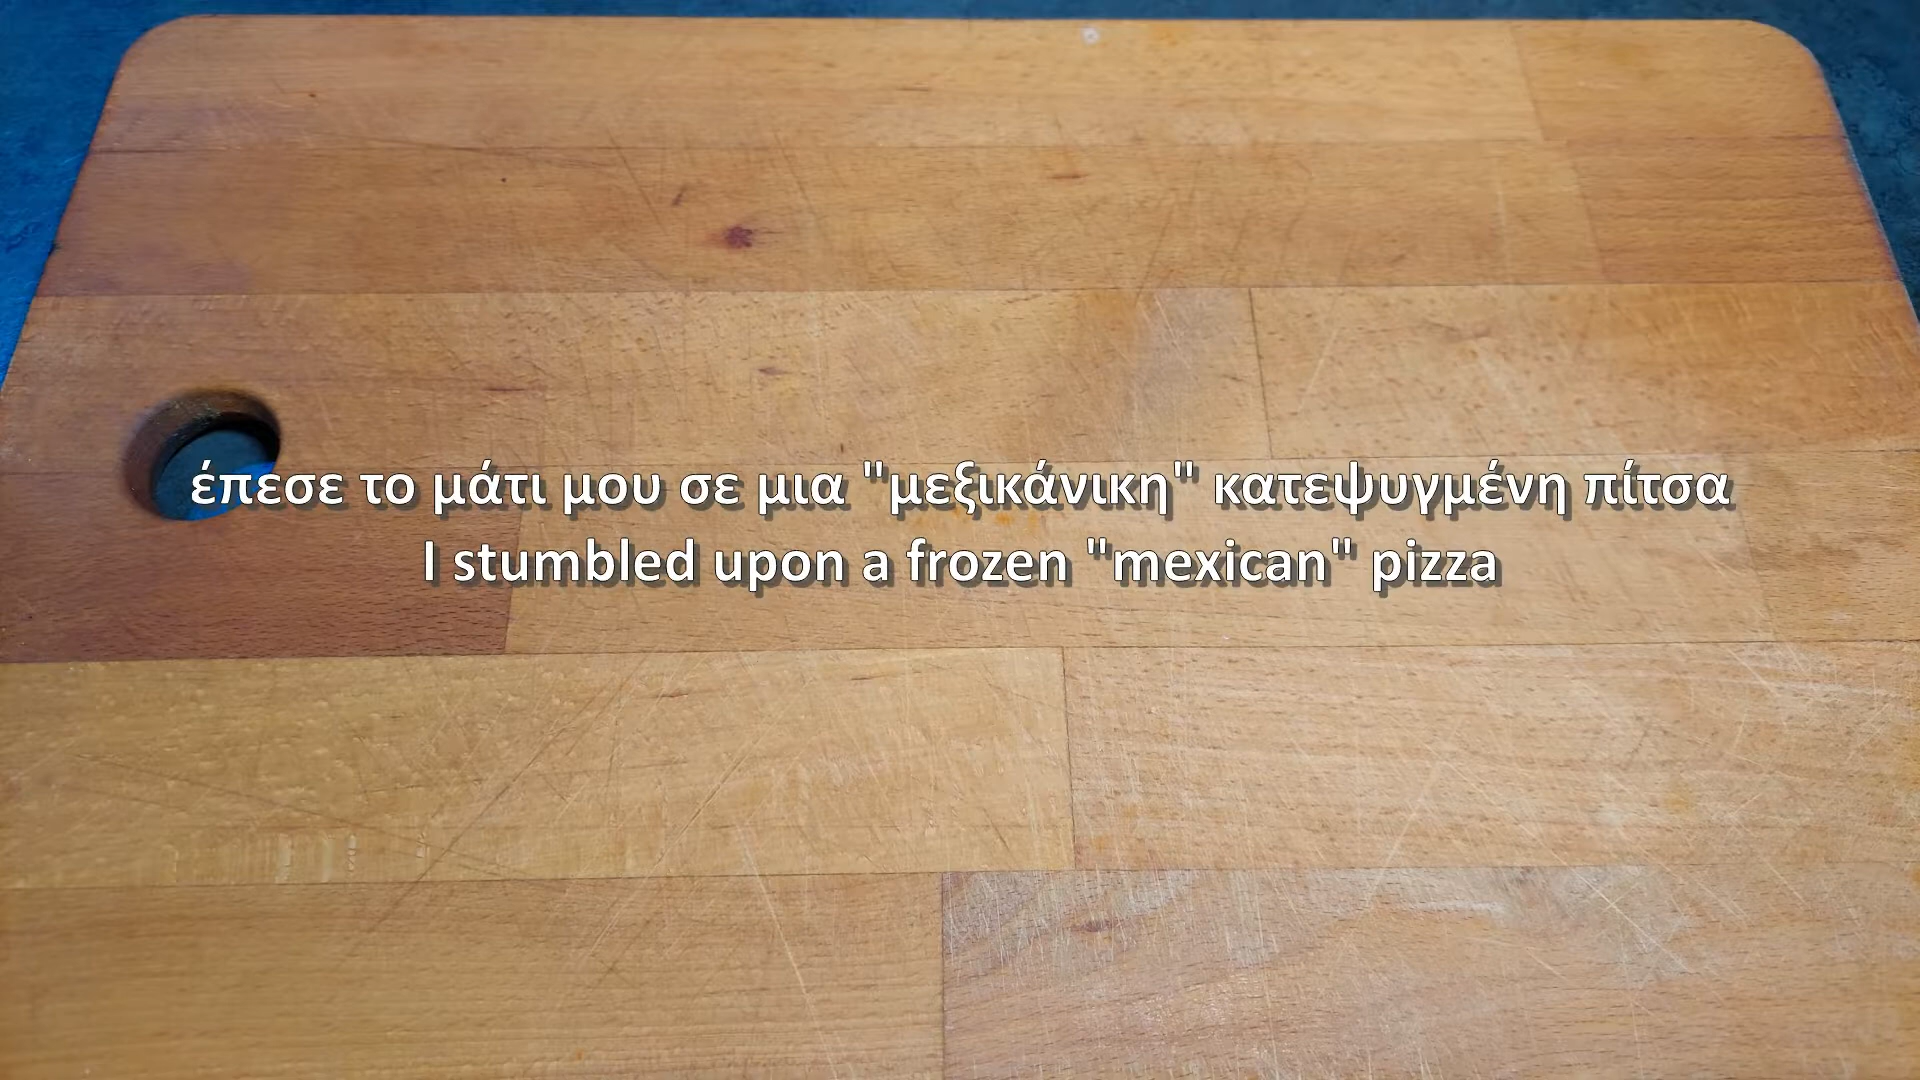 έπεσε το μάτι μου σε μια "μεξικάνικη" κατεψυγμένη πίτσα
I stumbled upon a frozen "mexican" pizza